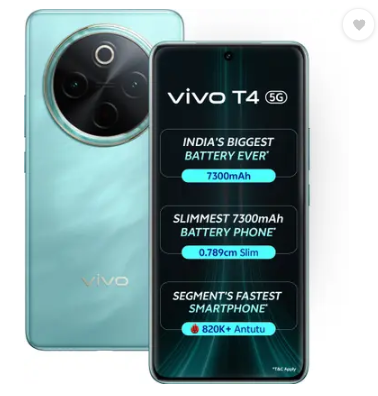 vivo T4 5G
INDIA'S BIGGEST
BATTERY EVER*
7300mAh
SLIMMEST 7300mAh
BATTERY PHONE*
0.789cm Slim
SEGMENT'S FASTEST
SMARTPHONE*
820K+ Antutu
*T&C Apply
vivo